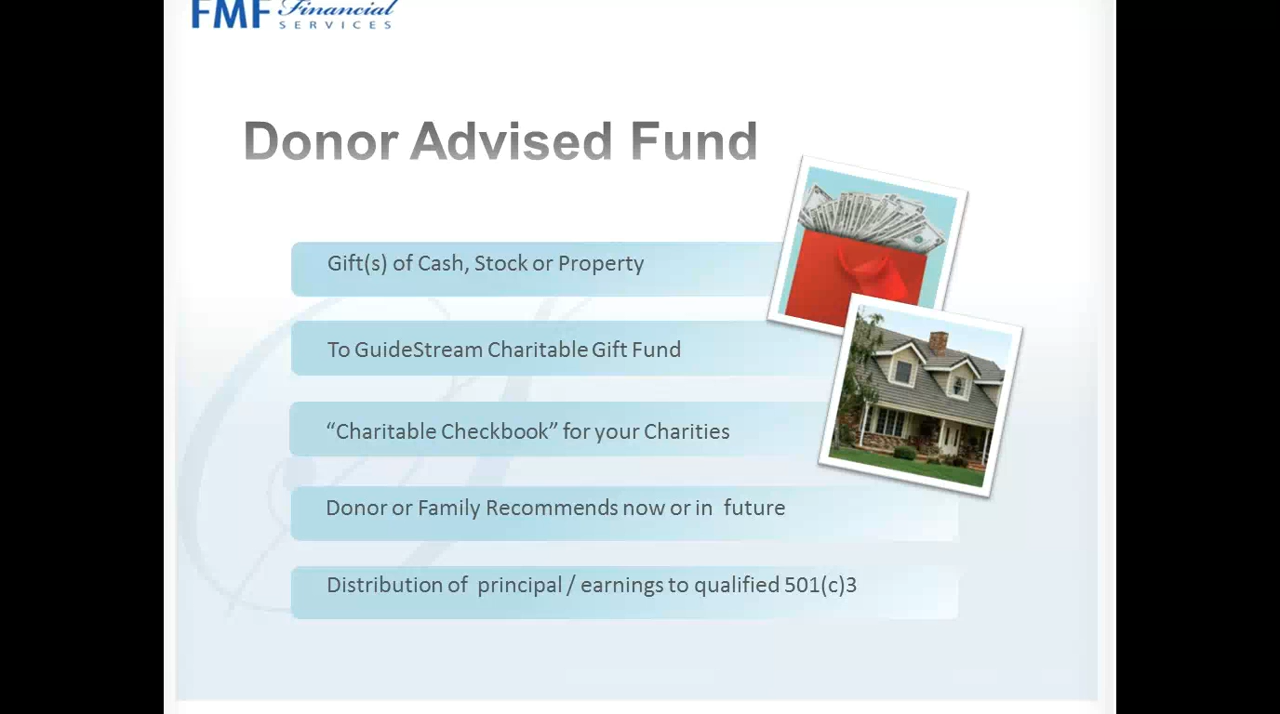 FMF Financial
SERVICES
Donor Advised Fund
Gift(s) of Cash, Stock or Property
To GuideStream Charitable Gift Fund
“Charitable Checkbook” for your Charities
Donor or Family Recommends now or in  future
Distribution of  principal / earnings to qualified 501(c)3